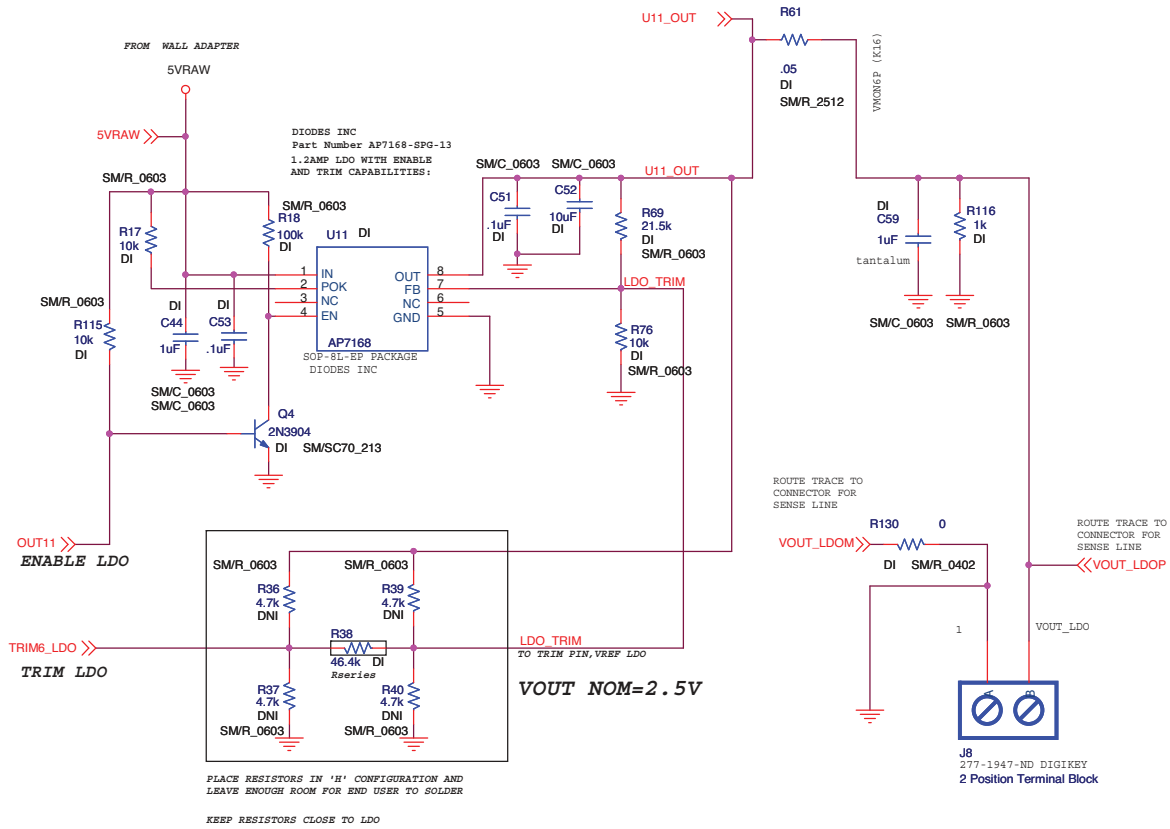 U11_OUT
R61
.05
DI
SM/R_2512
VMON6P (K16)
FROM WALL ADAPTER
5VRAW
5VRAW
DIODES INC
Part Number AP7168-SPG-13
1.2AMP LDO WITH ENABLE
AND TRIM CAPABILITIES:
SM/R_0603
R17
10k
DI
SM/R_0603
R18
100k
DI
SM/R_0603
R115
10k
DI
DI
C44
1uF
SM/C_0603
DI
C53
.1uF
SM/C_0603
U11
DI
1
IN
2
POK
3
NC
4
EN
OUT
8
FB
7
NC
6
GND
5
AP7168
SOP-8L-EP PACKAGE
DIODES INC
SM/C_0603
C51
.1uF
DI
SM/C_0603
C52
10uF
DI
U11_OUT
R69
21.5k
DI
SM/R_0603
LDO_TRIM
R76
10k
DI
SM/R_0603
DI
C59
1uF
tantalum
SM/C_0603
R116
1k
DI
SM/R_0603
Q4
2N3904
DI
SM/SC70_213
OUT11
ENABLE LDO
TRIM6_LDO
TRIM LDO
SM/R_0603
R36
4.7k
DNI
SM/R_0603
R39
4.7k
DNI
R38
46.4k
DI
Rseries
R37
4.7k
DNI
SM/R_0603
R40
4.7k
DNI
SM/R_0603
LDO_TRIM
TO TRIM PIN,VREF LDO
VOUT NOM=2.5V
PLACE RESISTORS IN 'H' CONFIGURATION AND
LEAVE ENOUGH ROOM FOR END USER TO SOLDER
KEEP RESISTORS CLOSE TO LDO
ROUTE TRACE TO
CONNECTOR FOR
SENSE LINE
VOUT_LDOM
R130
0
DI
SM/R_0402
ROUTE TRACE TO
CONNECTOR FOR
SENSE LINE
VOUT_LDOP
1
VOUT_LDO
A
B
J8
277-1947-ND DIGIKEY
2 Position Terminal Block